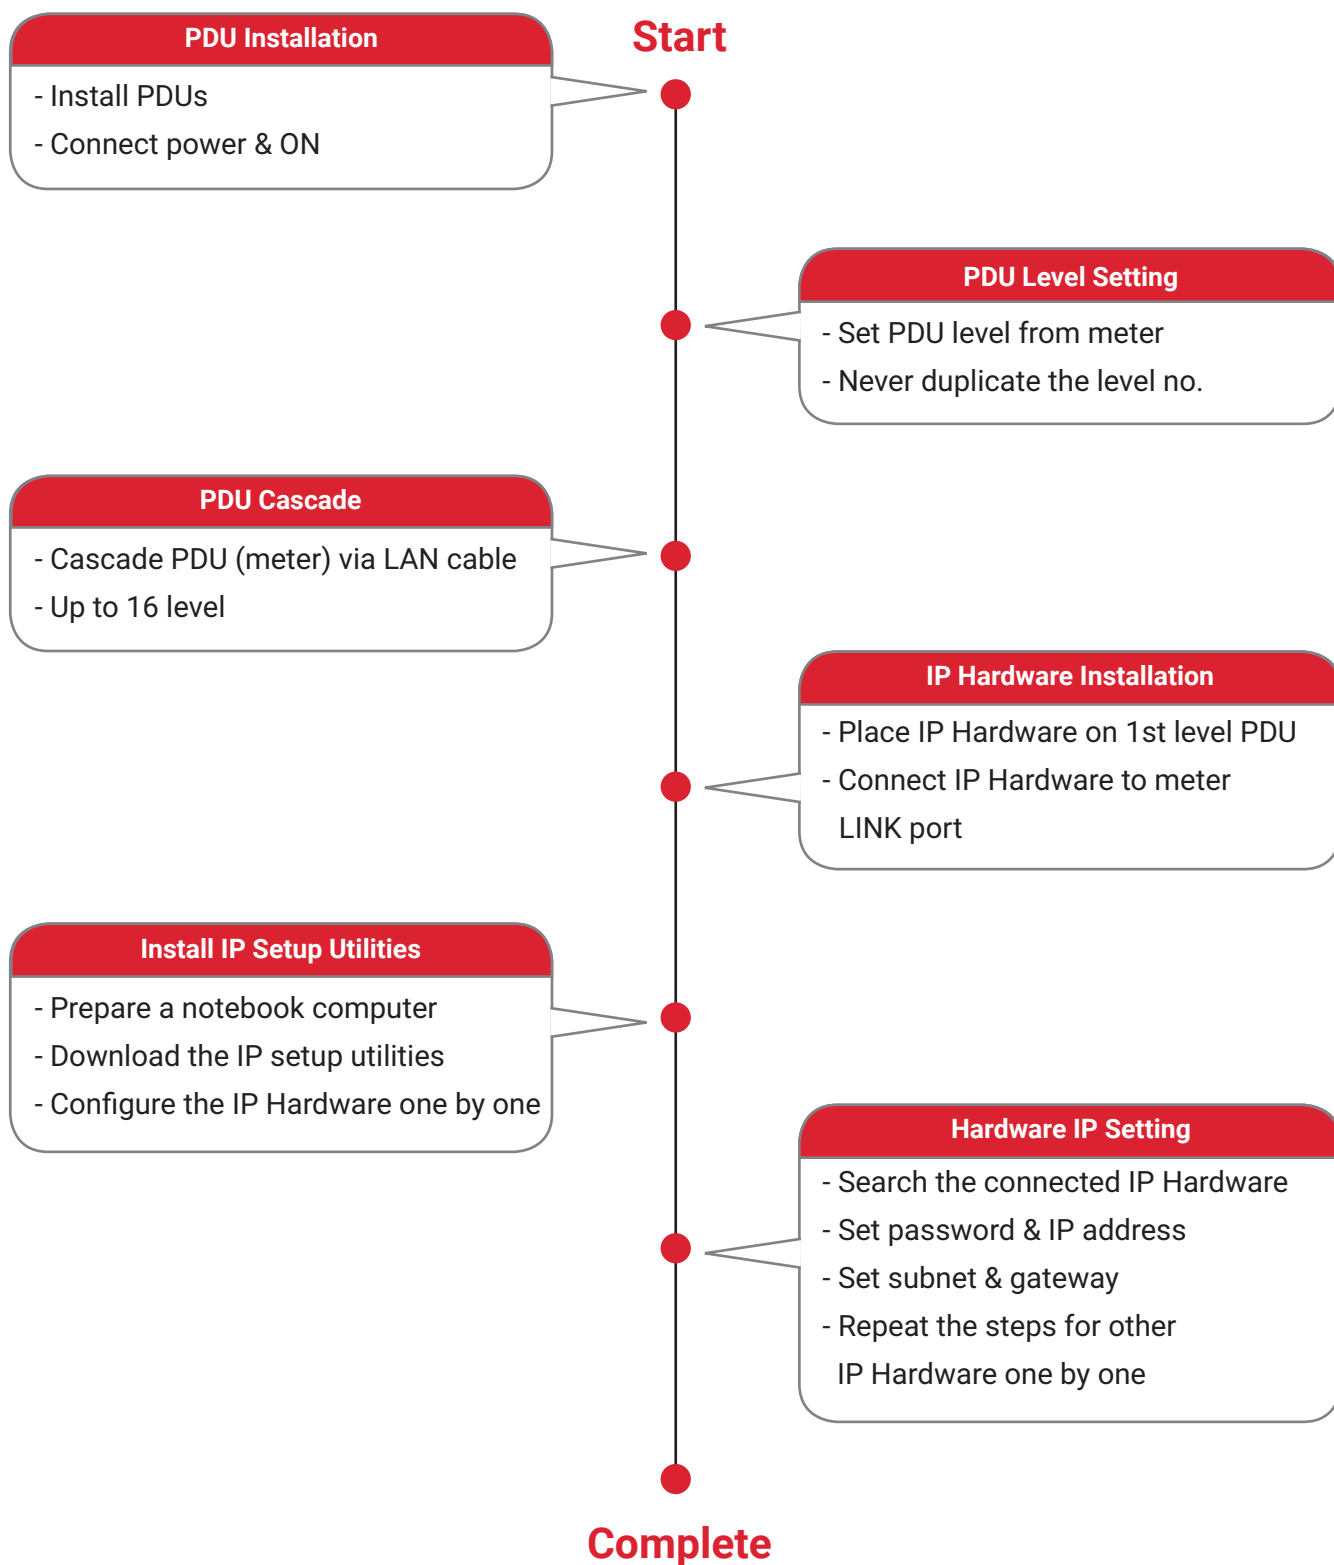 Start
PDU Installation
- Install PDUs
- Connect power & ON
PDU Level Setting
- Set PDU level from meter
- Never duplicate the level no.
PDU Cascade
- Cascade PDU (meter) via LAN cable
- Up to 16 level
IP Hardware Installation
- Place IP Hardware on 1st level PDU
- Connect IP Hardware to meter
LINK port
Install IP Setup Utilities
- Prepare a notebook computer
- Download the IP setup utilities
- Configure the IP Hardware one by one
Hardware IP Setting
- Search the connected IP Hardware
- Set password & IP address
- Set subnet & gateway
- Repeat the steps for other
IP Hardware one by one
Complete